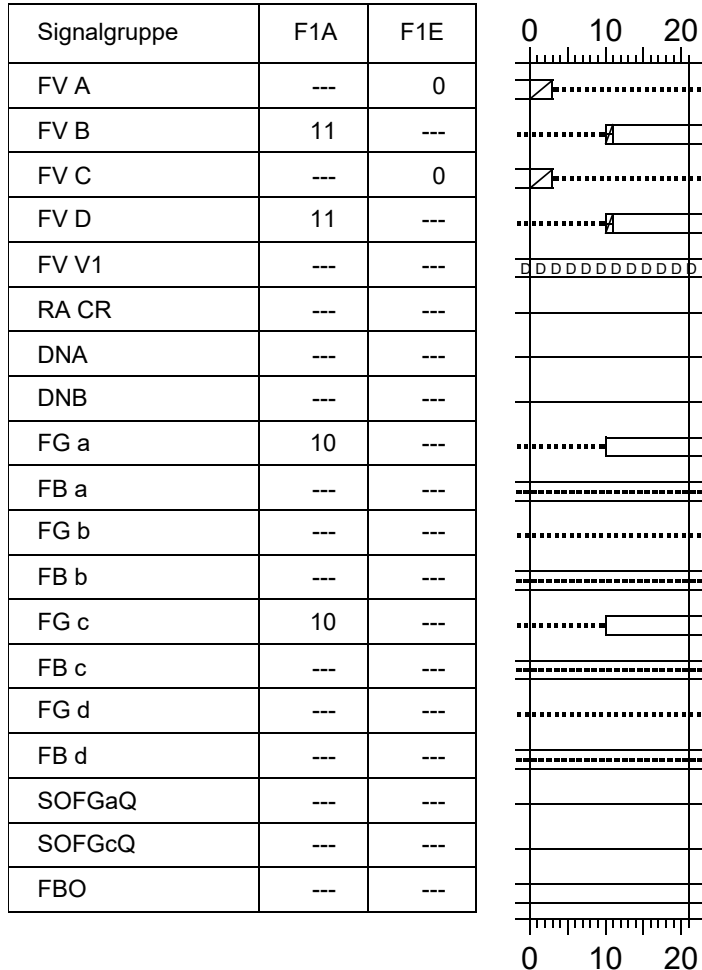 Signalgruppe F1A F1E 0 10 20
FV A --- 0
FV B 11 ---
FV C --- 0
FV D 11 ---
FV V1 --- --- D D D D D D D D D D D D
RA CR --- ---
DNA --- ---
DNB --- ---
FG a 10 ---
FB a --- ---
FG b --- ---
FB b --- ---
FG c 10 ---
FB c --- ---
FG d --- ---
FB d --- ---
SOFGaQ --- ---
SOFGcQ --- ---
FBO --- ---
0 10 20